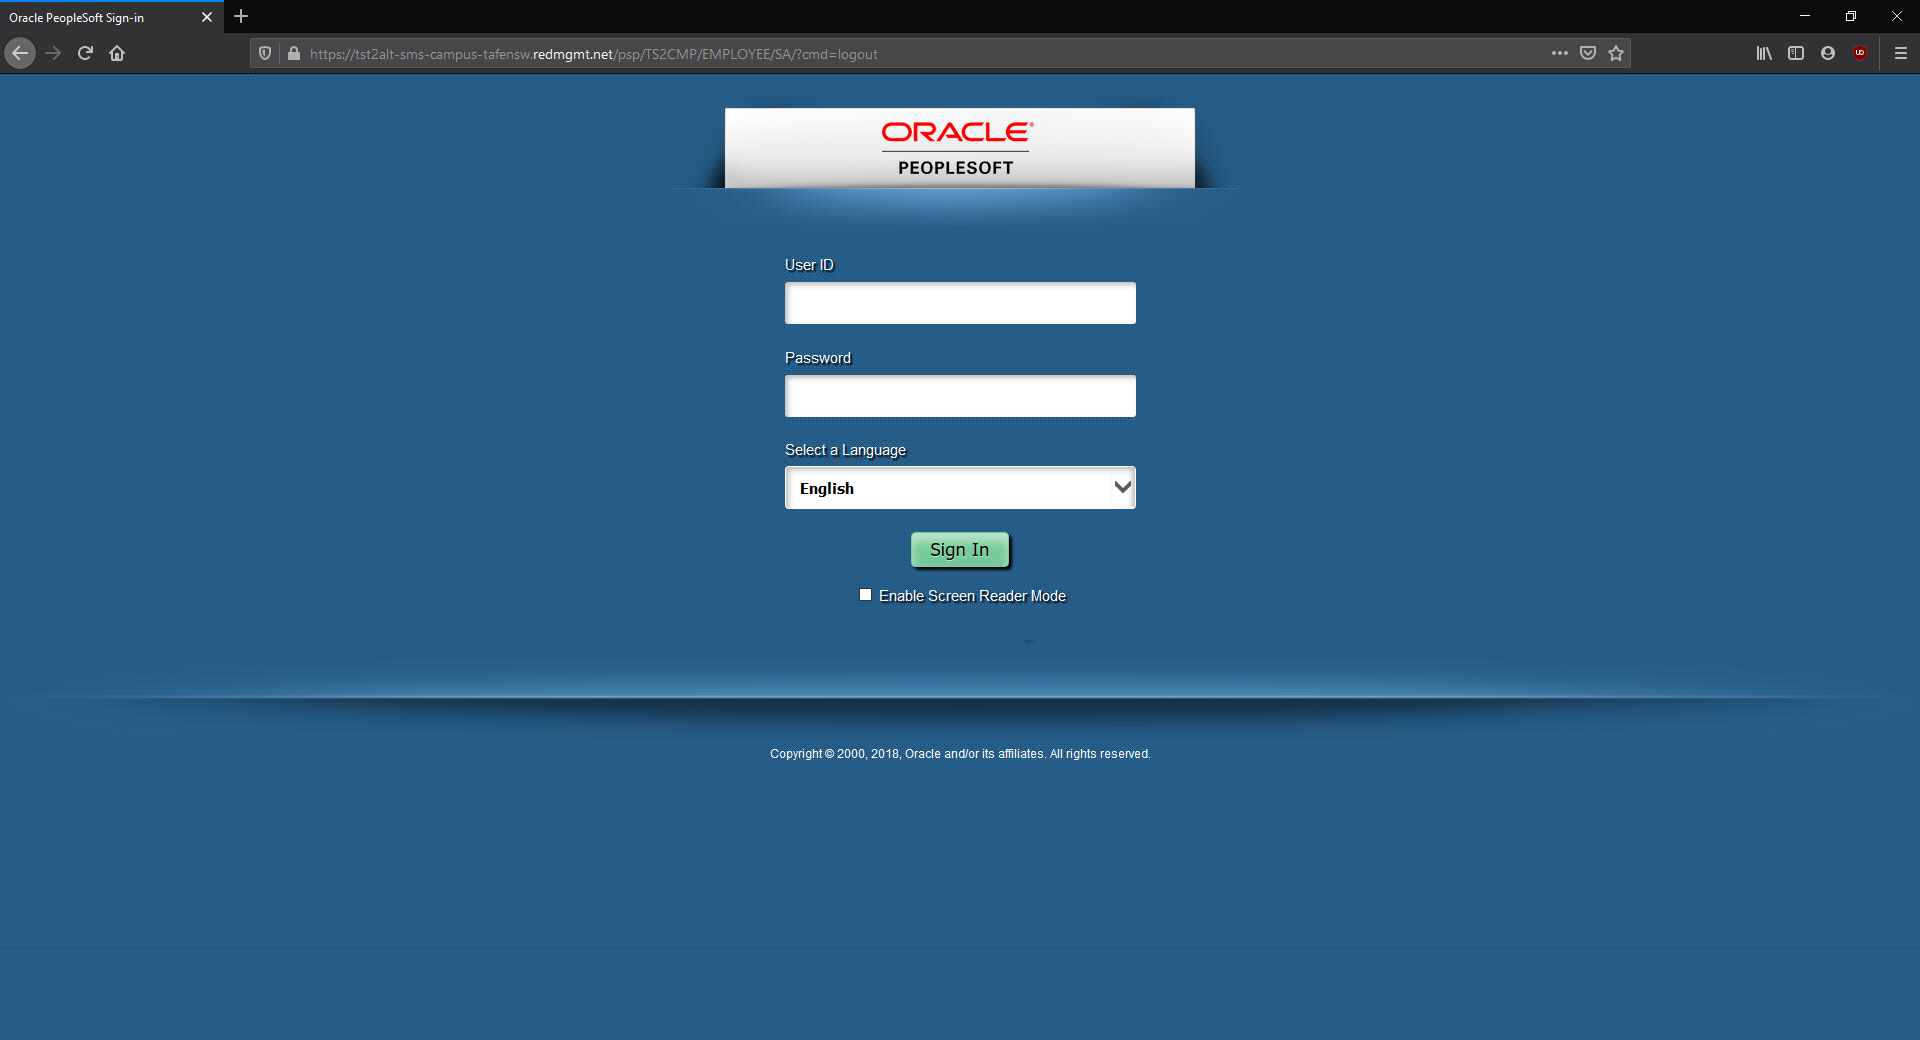 Oracle PeopleSoft Sign-in
https://tst2alt-sms-campus-tafensw.redmgmt.net/psp/TS2CMP/EMPLOYEE/SA/?cmd=logout
ORACLE®
PEOPLESOFT
User ID
Password
Select a Language
English
Sign In
Enable Screen Reader Mode
Copyright © 2000, 2018, Oracle and/or its affiliates. All rights reserved.